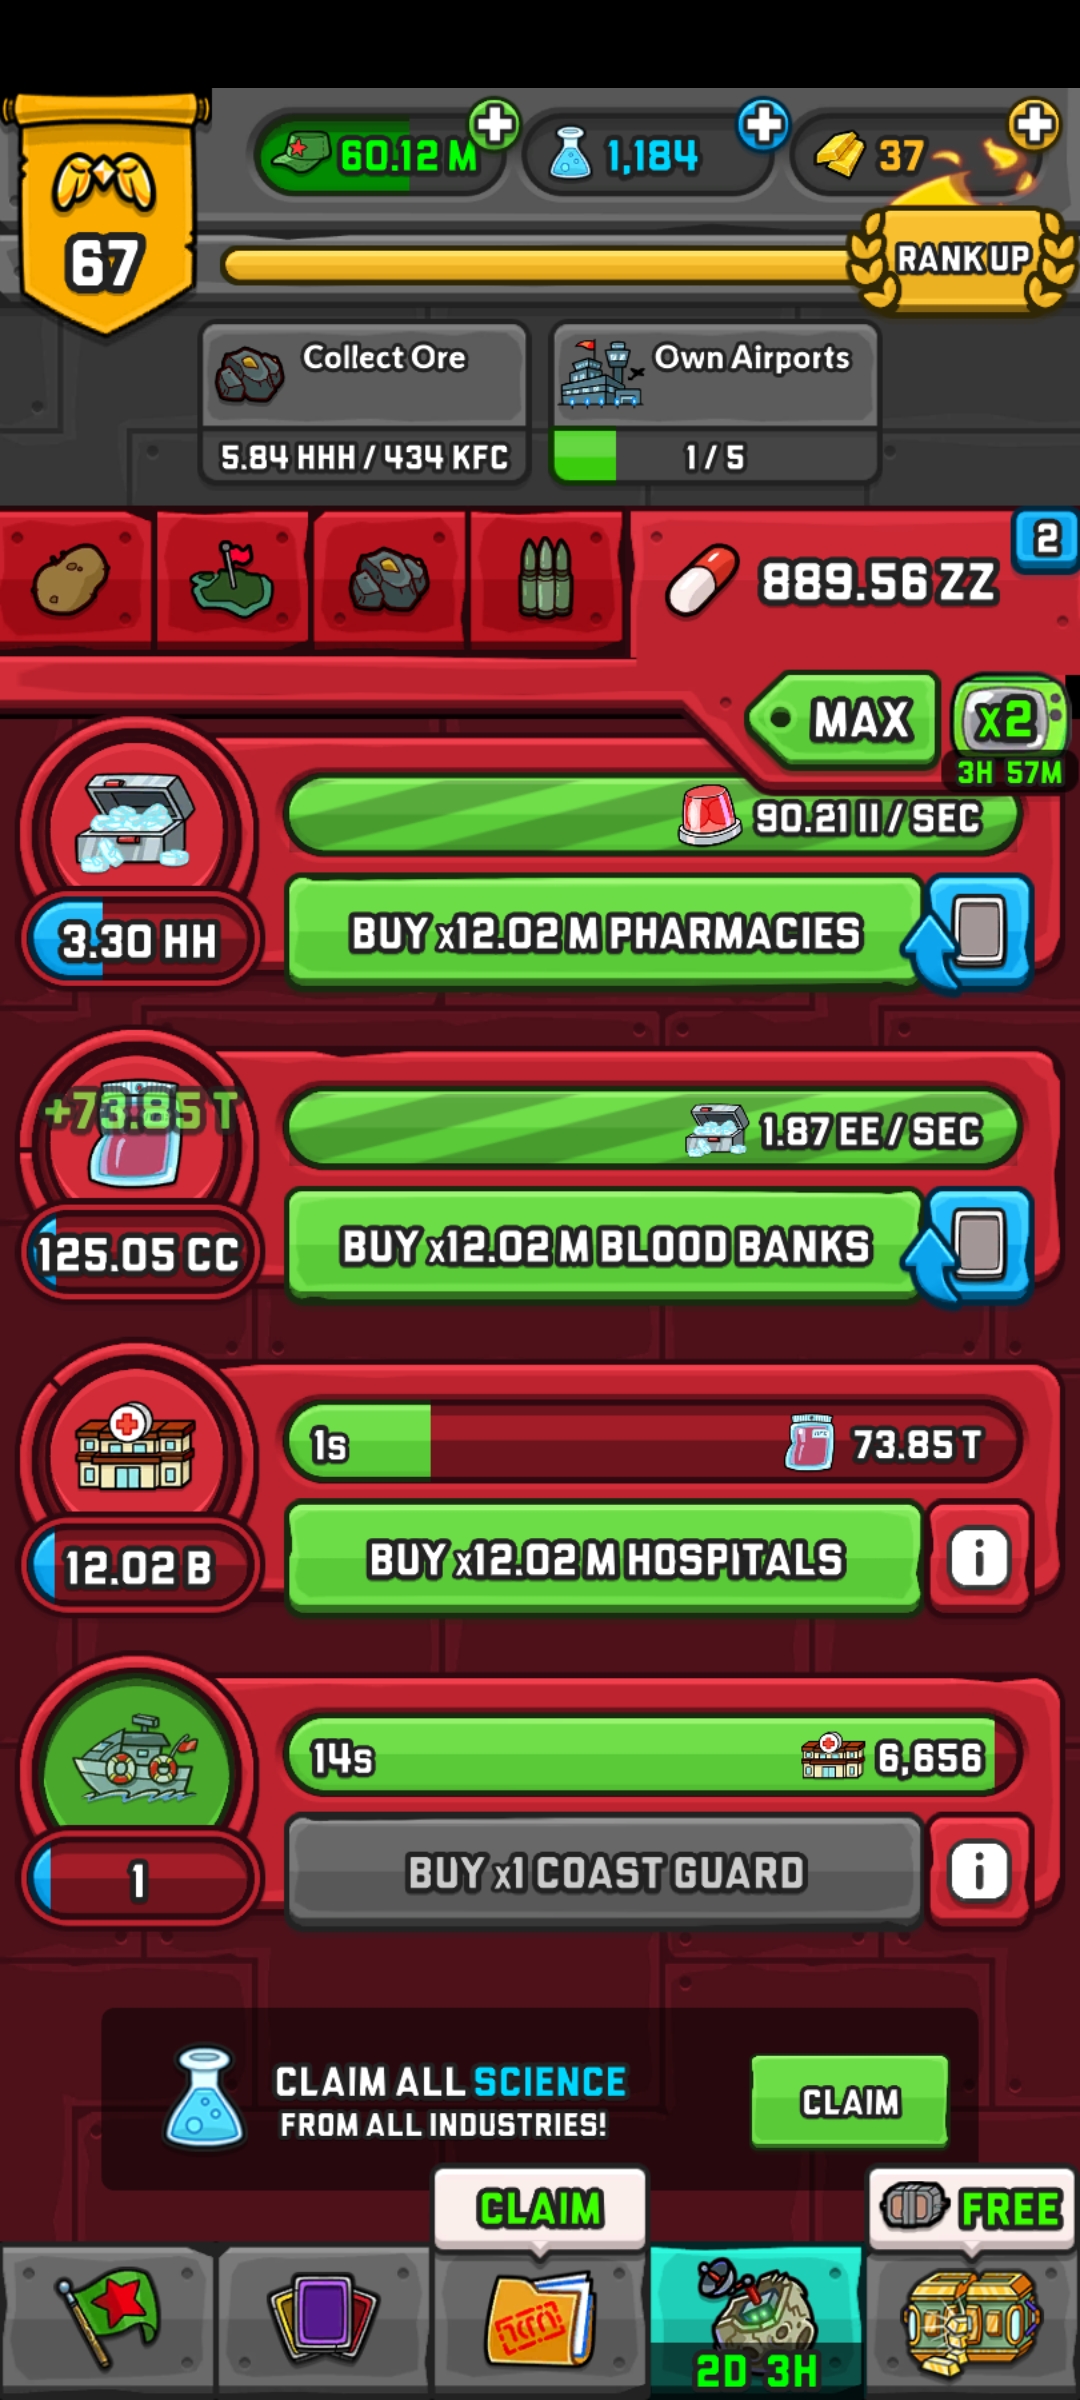 60.12 M
1,184
37
67
RANK UP
Collect Ore
5.84 HHH / 434 KFC
Own Airports
1 / 5
2
889.56 ZZ
MAX
x2
3H 57M
90.21 II / SEC
3.30 HH
BUY x12.02 M PHARMACIES
+73.85 T
1.87 EE / SEC
125.05 CC
BUY x12.02 M BLOOD BANKS
1s
73.85 T
12.02 B
BUY x12.02 M HOSPITALS
i
14s
6,656
1
BUY x1 COAST GUARD
i
CLAIM ALL SCIENCE
FROM ALL INDUSTRIES!
CLAIM
CLAIM
FREE
2D 3H